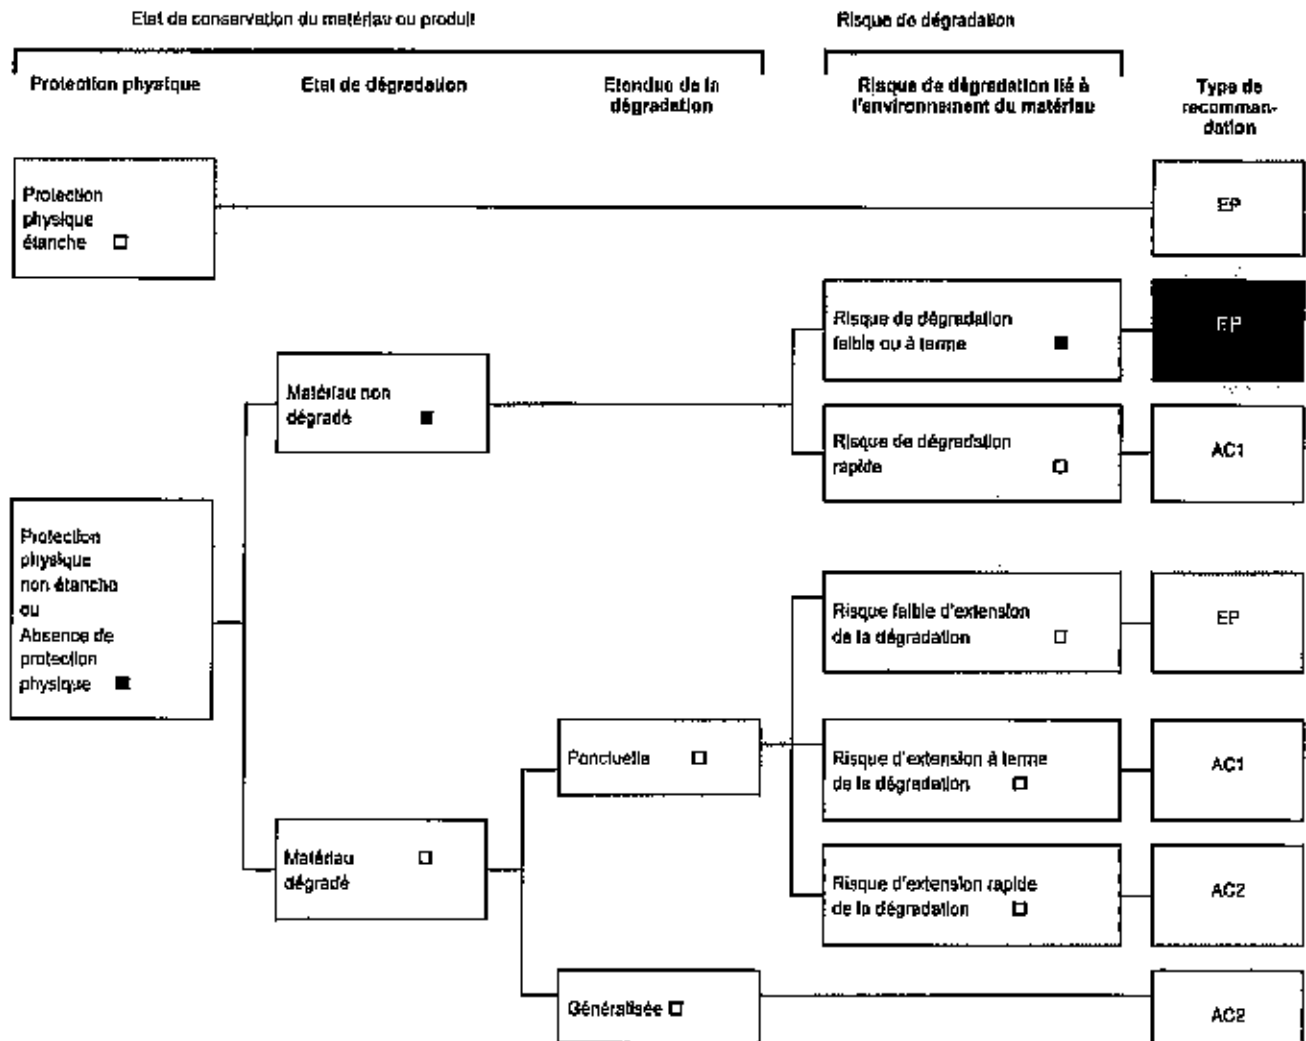 Etat de conservation du matériau ou produit
Risque de dégradation
Protection physique
Etat de dégradation
Etendue de la
dégradation
Risque de dégradation lié à
l'environnement du matériau
Type de
recomman-
dation
Protection
physique
étanche
EP
Risque de dégradation
faible ou à terme
EP
Matériau non
dégradé
Risque de dégradation
rapide
AC1
Protection
physique
non étanche
ou
Absence de
protection
physique
Risque faible d'extension
de la dégradation
EP
Ponctuelle
Risque d'extension à terme
de la dégradation
AC1
Matériau
dégradé
Risque d'extension rapide
de la dégradation
AC2
Généralisée
AC2